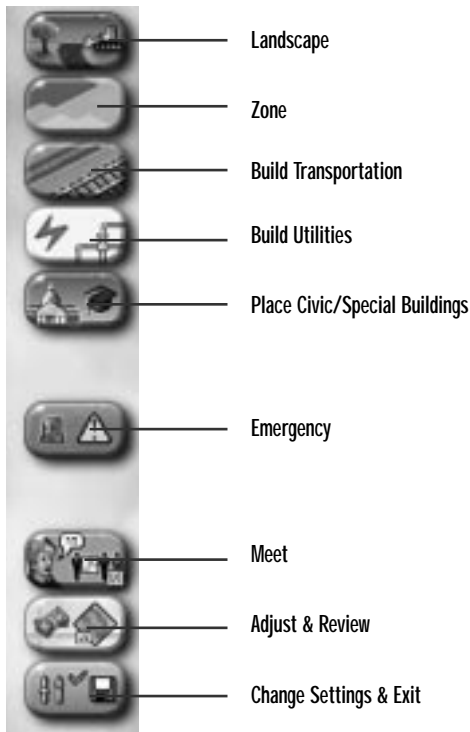 Landscape
Zone
Build Transportation
Build Utilities
Place Civic/Special Buildings
Emergency
Meet
Adjust & Review
Change Settings & Exit